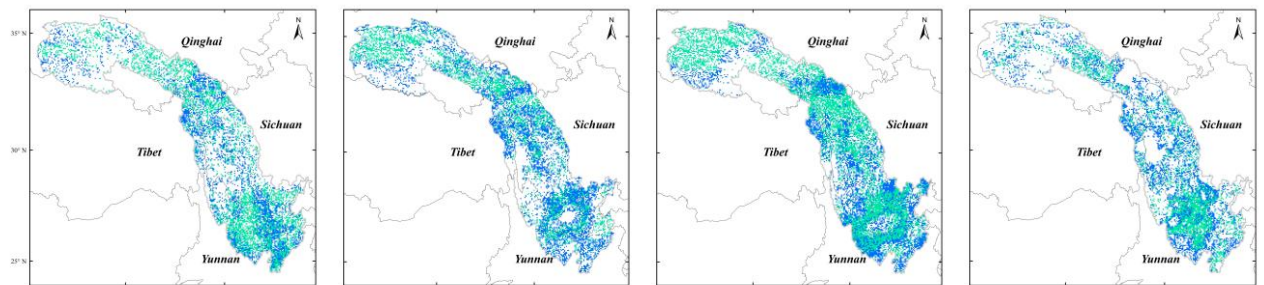 35° N
N
Qinghai
Sichuan
30° N
Tibet
Yunnan
25° N
N
Qinghai
Sichuan
Tibet
Yunnan
N
Qinghai
Sichuan
Tibet
Yunnan
N
Qinghai
Sichuan
Tibet
Yunnan